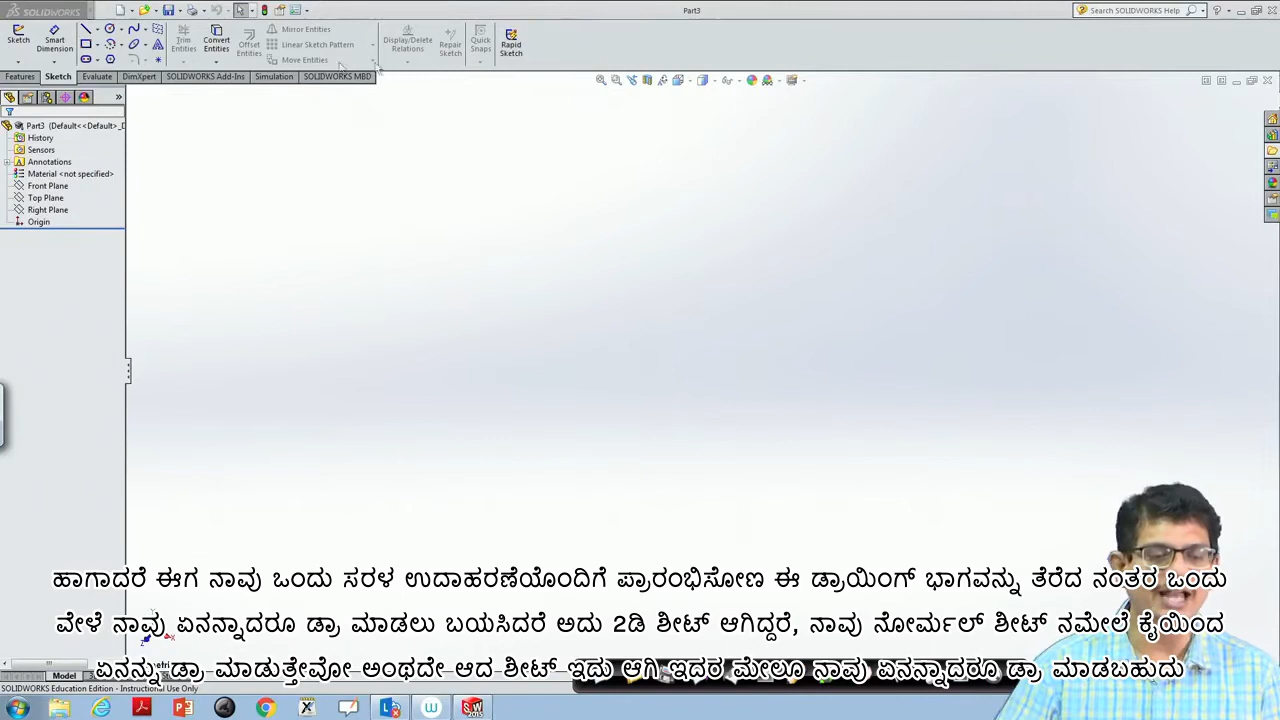 SOLIDWORKS
Part3
Search SOLIDWORKS Help
Sketch
Smart Dimension
Trim Entities
Convert Entities
Offset Entities
Mirror Entities
Linear Sketch Pattern
Move Entities
Display/Delete Relations
Repair Sketch
Quick Snaps
Rapid Sketch
Features Sketch Evaluate DimXpert SOLIDWORKS Add-Ins Simulation SOLIDWORKS MBD
Part3 (Default<<Default>_D
History
Sensors
Annotations
Material <not specified>
Front Plane
Top Plane
Right Plane
Origin
ಹಾಗಾದರೆ ಈಗ ನಾವು ಒಂದು ಸರಳ ಉದಾಹರಣೆಯೊಂದಿಗೆ ಪ್ರಾರಂಭಿಸೋಣ ಈ ಡ್ರಾಯಿಂಗ್ ಭಾಗವನ್ನು ತೆರೆದ ನಂತರ ಒಂದು
ವೇಳೆ ನಾವು ಏನನ್ನಾದರೂ ಡ್ರಾ ಮಾಡಲು ಬಯಸಿದರೆ ಅದು 2ಡಿ ಶೀಟ್ ಆಗಿದ್ದರೆ, ನಾವು ನೋರ್ಮಲ್ ಶೀಟ್ ನಮೇಲೆ ಕೈಯಿಂದ
ಏನನ್ನು ಡ್ರಾ ಮಾಡುತ್ತೇವೋ ಅಂಥದೇ ಆದ ಶೀಟ್ ಇದು ಆಗಿ ಇದರ ಮೇಲೂ ನಾವು ಏನನ್ನಾದರೂ ಡ್ರಾ ಮಾಡಬಹುದು
Model
SOLIDWORKS Education Edition - Instructional Use Only